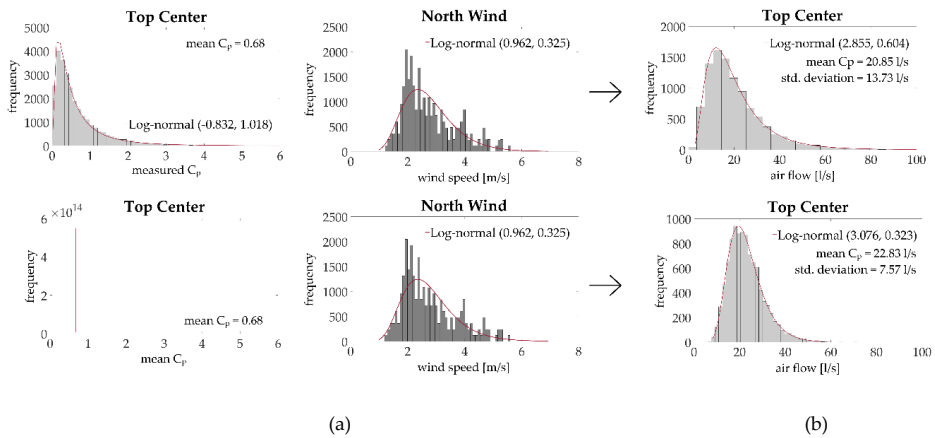 Top Center
5000
4000
3000
2000
1000
0
0 1 2 3 4 5 6
frequency
measured Cp
mean Cp = 0.68
Log-normal (-0.832, 1.018)
North Wind
2500
2000
1500
1000
500
0
0 2 4 6 8
frequency
wind speed [m/s]
Log-normal (0.962, 0.325)
Top Center
2000
1500
1000
500
0
0 20 40 60 80 100
frequency
air flow [l/s]
Log-normal (2.855, 0.604)
mean Cp = 20.85 l/s
std. deviation = 13.73 l/s
Top Center
6 ×10¹⁴
4
2
0
0 1 2 3 4 5 6
frequency
mean Cp
mean Cp = 0.68
North Wind
2500
2000
1500
1000
500
0
0 2 4 6 8
frequency
wind speed [m/s]
Log-normal (0.962, 0.325)
Top Center
1000
800
600
400
200
0
0 20 40 60 80 100
frequency
air flow [l/s]
Log-normal (3.076, 0.323)
mean Cp = 22.83 l/s
std. deviation = 7.57 l/s
(a)
(b)